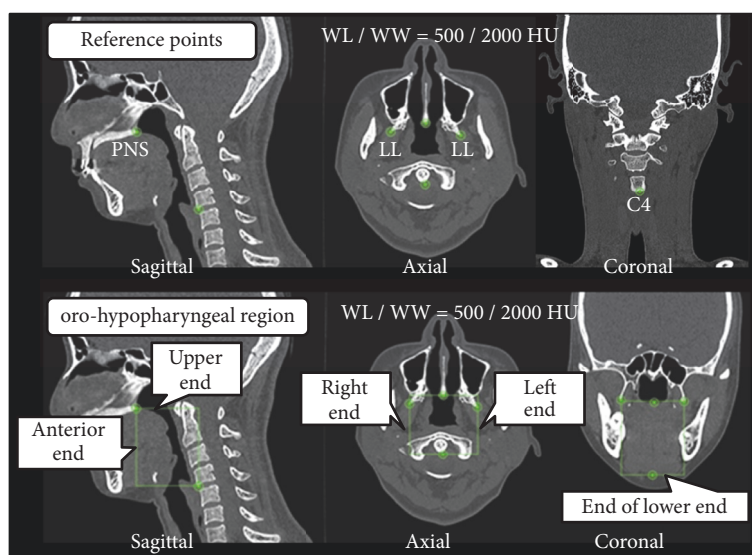 Reference points
WL / WW = 500 / 2000 HU
PNS
LL
LL
C4
Sagittal
Axial
Coronal
oro-hypopharyngeal region
WL / WW = 500 / 2000 HU
Upper
end
Anterior
end
Right
end
Left
end
End of lower end
Sagittal
Axial
Coronal